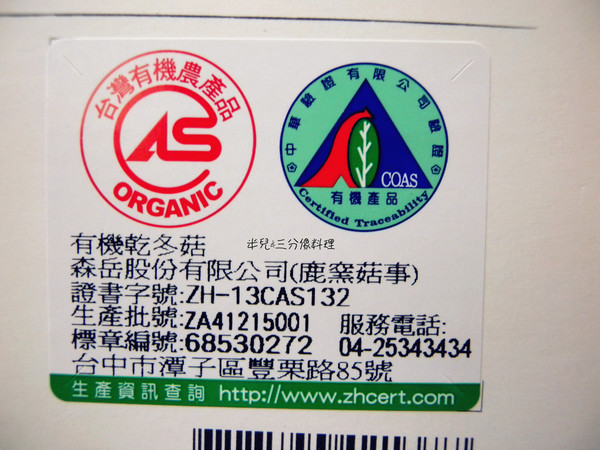 台灣有機農產品
CAS
ORGANIC
中華驗證有限公司驗證
COAS
有機產品
Certified Traceability
半兒&三分像料理
有機乾冬菇
森岳股份有限公司(鹿窯菇事)
證書字號:ZH-13CAS132
生產批號:ZA41215001 服務電話:
標章編號:68530272 04-25343434
台中市潭子區豐栗路85號
生產資訊查詢 http://www.zhcert.com